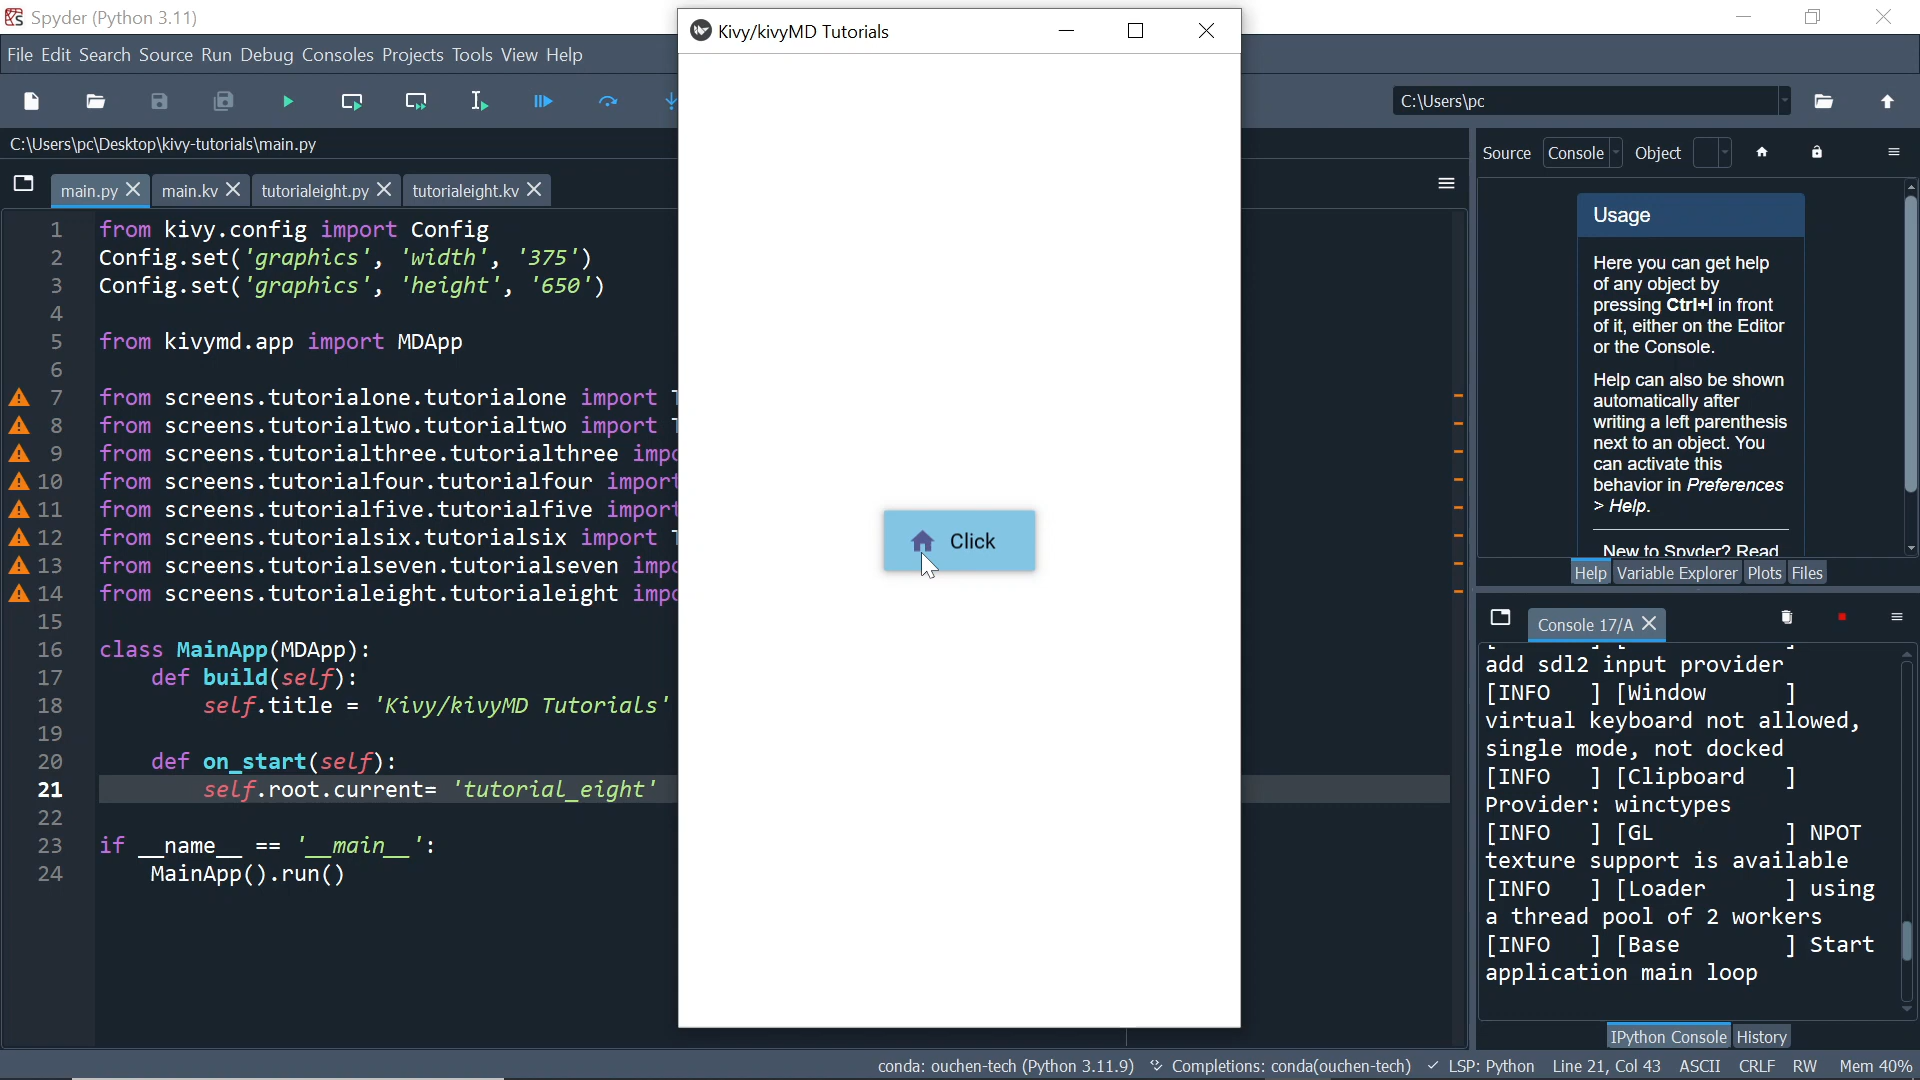 Spyder (Python 3.11)
File Edit Search Source Run Debug Consoles Projects Tools View Help
C:\Users\pc
C:\Users\pc\Desktop\kivy-tutorials\main.py
main.py
main.kv
tutorialeight.py
tutorialeight.kv
1 from kivy.config import Config
2 Config.set('graphics', 'width', '375')
3 Config.set('graphics', 'height', '650')
4
5 from kivymd.app import MDApp
6
7 from screens.tutorialone.tutorialone import
8 from screens.tutorialtwo.tutorialtwo import
9 from screens.tutorialthree.tutorialthree impo
10 from screens.tutorialfour.tutorialfour import
11 from screens.tutorialfive.tutorialfive import
12 from screens.tutorialsix.tutorialsix import
13 from screens.tutorialseven.tutorialseven impo
14 from screens.tutorialeight.tutorialeight impo
15
16 class MainApp(MDApp):
17 def build(self):
18 self.title = 'Kivy/kivyMD Tutorials'
19
20 def on_start(self):
21 self.root.current= 'tutorial_eight'
22
23 if __name__ == '__main__':
24 MainApp().run()
Kivy/kivyMD Tutorials
Click
Source Console Object
Usage
Here you can get help
of any object by
pressing Ctrl+I in front
of it, either on the Editor
or the Console.
Help can also be shown
automatically after
writing a left parenthesis
next to an object. You
can activate this
behavior in Preferences
> Help.
New to Spyder? Read
Help Variable Explorer Plots Files
Console 17/A
add sdl2 input provider
[INFO ] [Window ]
virtual keyboard not allowed,
single mode, not docked
[INFO ] [Clipboard ]
Provider: winctypes
[INFO ] [GL ] NPOT
texture support is available
[INFO ] [Loader ] using
a thread pool of 2 workers
[INFO ] [Base ] Start
application main loop
IPython Console History
conda: ouchen-tech (Python 3.11.9) Completions: conda(ouchen-tech) LSP: Python Line 21, Col 43 ASCII CRLF RW Mem 40%